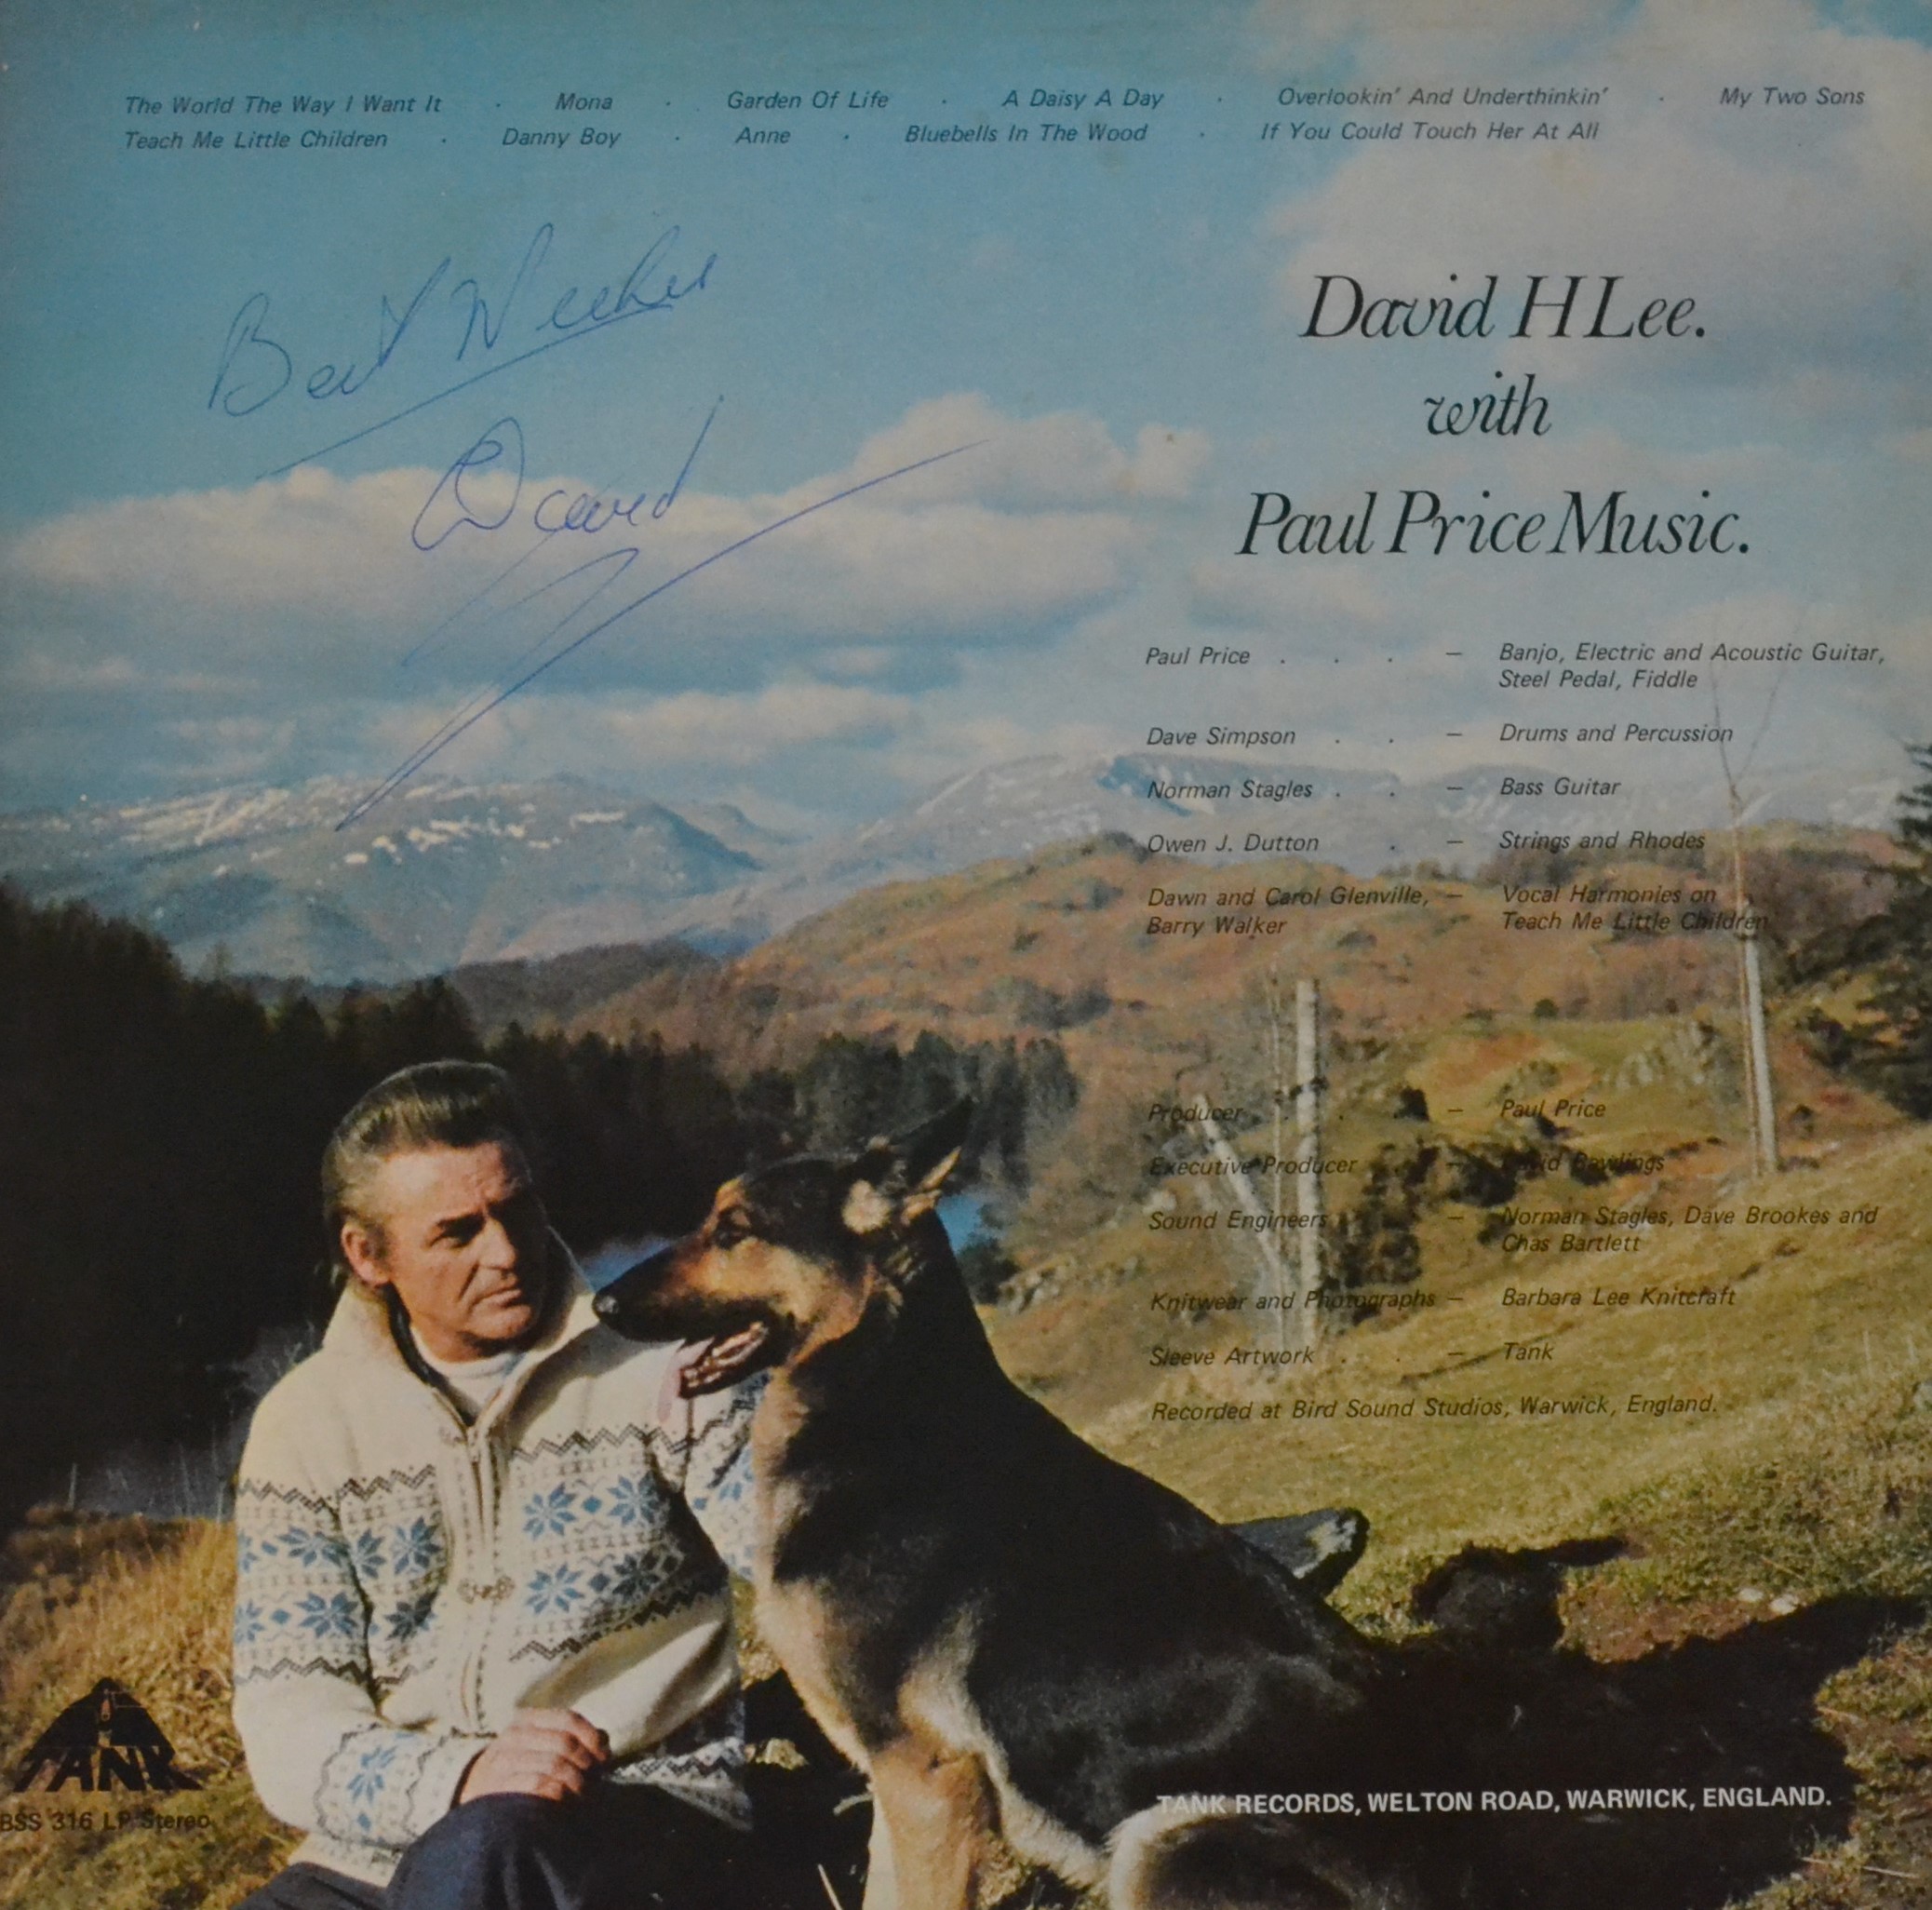 The World The Way I Want It . Mona . Garden Of Life . A Daisy A Day . Overlookin' And Underthinkin' . My Two Sons
Teach Me Little Children . Danny Boy . Anne . Bluebells In The Wood . If You Could Touch Her At All
Best Wishes
David
David H Lee.
with
Paul Price Music.
Paul Price . . . – Banjo, Electric and Acoustic Guitar,
Steel Pedal, Fiddle
Dave Simpson . . – Drums and Percussion
Norman Stagles . . – Bass Guitar
Owen J. Dutton . – Strings and Rhodes
Dawn and Carol Glenville, – Vocal Harmonies on
Barry Walker Teach Me Little Children
Producer . . . – Paul Price
Executive Producer . – David Rawlings
Sound Engineers – Norman Stagles, Dave Brookes and
Chas Bartlett
Knitwear and Photographs – Barbara Lee Knitcraft
Sleeve Artwork . . – Tank
Recorded at Bird Sound Studios, Warwick, England.
TANK
BSS 316 LP Stereo
TANK RECORDS, WELTON ROAD, WARWICK, ENGLAND.